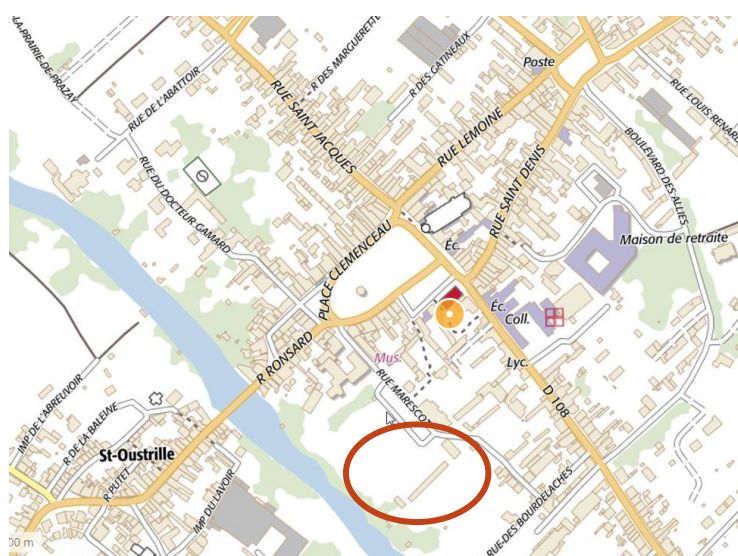 LA-PRAIRIE-DE-PRAZAY
RUE DE L'ABATTOIR
R DES MARGUERETTE
R DES GATINEAUX
Poste
RUE LOUIS-RENARD
RUE SAINT JACQUES
RUE LEMOINE
RUE SAINT DENIS
BOULEVARD DES ALLIES
RUE DU DOCTEUR GAMARD
PLACE CLEMENCEAU
Éc.
Maison de retraite
Éc.
Coll.
R RONSARD
Mus.
Lyc.
RUE MARESCOT
D 108
IMP DE L'ABREUVOIR
R DE LA BALEINE
St-Oustrille
R PUTET
IMP DU LAVOIR
RUE-DES-BOURDELACHES
00 m